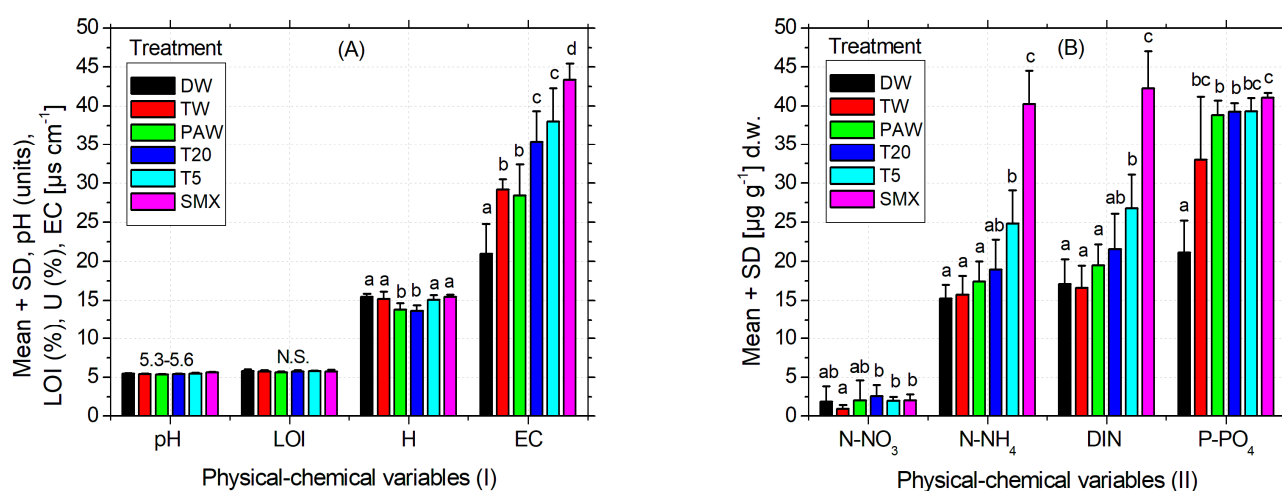 Mean + SD, pH (units),
LOI (%), U (%), EC [µs cm⁻¹]
50
45
40
35
30
25
20
15
10
5
0
Treatment
DW
TW
PAW
T20
T5
SMX
(A)
5.3-5.6
N.S.
a a b b a a
a b b c c d
pH LOI H EC
Physical-chemical variables (I)
Mean + SD [µg g⁻¹] d.w.
50
45
40
35
30
25
20
15
10
5
0
Treatment
DW
TW
PAW
T20
T5
SMX
(B)
ab a ab b b b
a a a ab b c
a a a ab b c
a bc b b bc c
N-NO₃ N-NH₄ DIN P-PO₄
Physical-chemical variables (II)